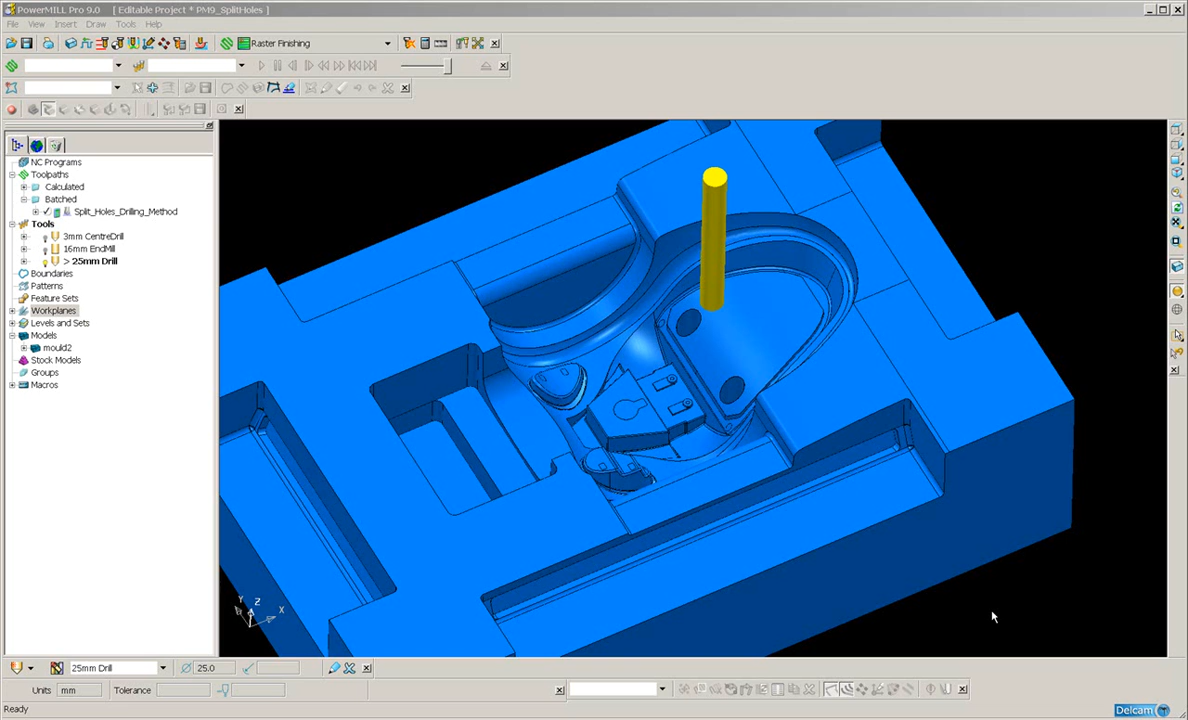 PowerMILL Pro 9.0 [ Editable Project * PM9_SplitHoles ]
File View Insert Draw Tools Help
Raster Finishing
NC Programs
Toolpaths
Calculated
Batched
Split_Holes_Drilling_Method
Tools
3mm CentreDrill
16mm EndMill
> 25mm Drill
Boundaries
Patterns
Feature Sets
Workplanes
Levels and Sets
Models
mould2
Stock Models
Groups
Macros
Y Z X
25mm Drill 25.0
Units mm Tolerance
Ready
Delcam